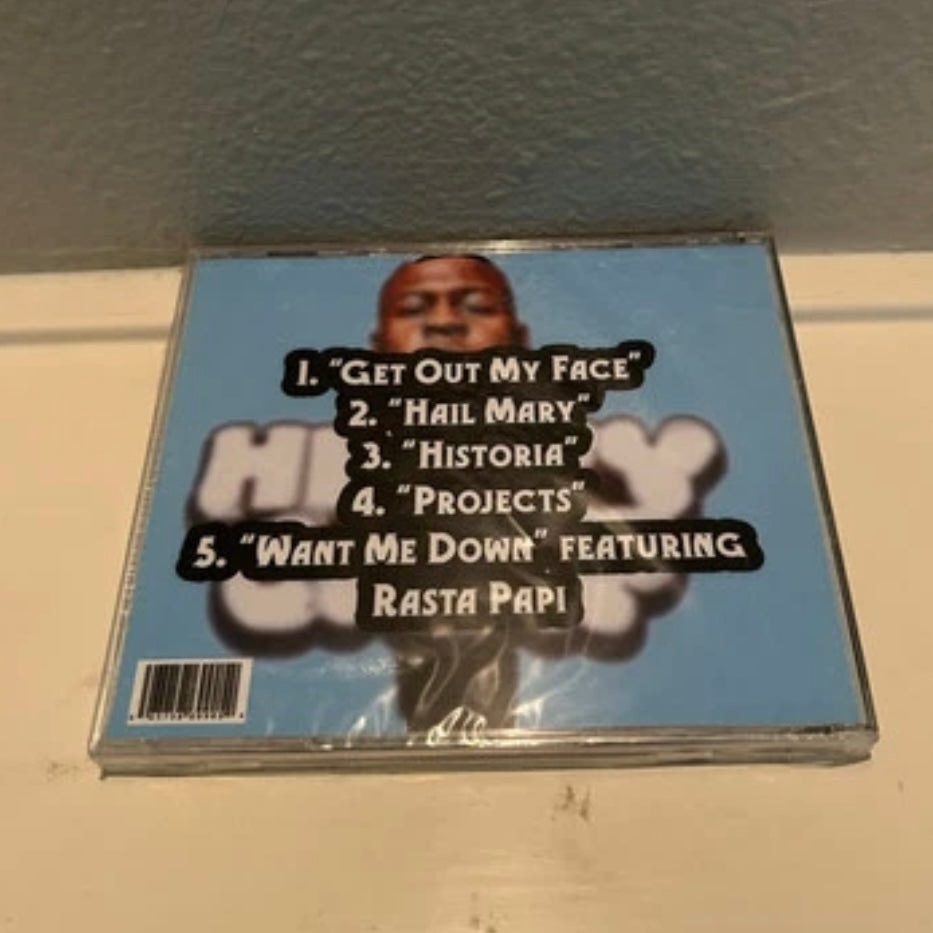 1. "Get Out My Face"
2. "Hail Mary"
3. "Historia"
4. "Projects"
5. "Want Me Down" featuring
Rasta Papi